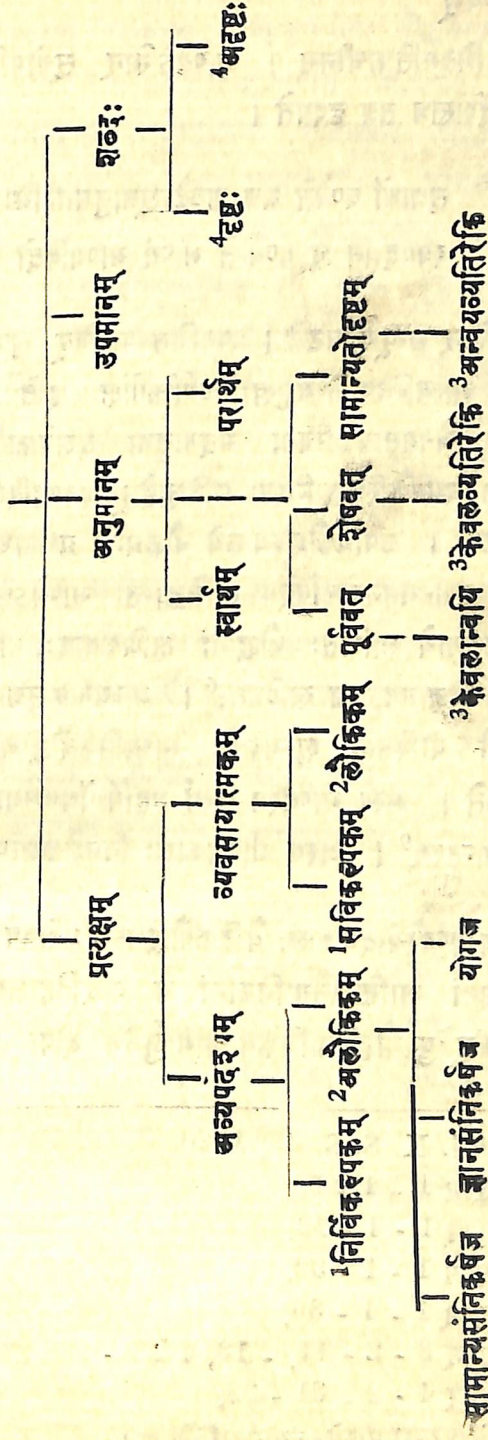 प्रत्यक्षम् अनुमानम् उपमानम् शब्दः
अव्यपदेश्यम् व्यवसायात्मकम् स्वार्थम् परार्थम् ⁴दृष्टः ⁴अदृष्टः
¹निर्विकल्पकम् ²अलौकिकम् ¹सविकल्पकम् ²लौकिकम् पूर्ववत् शेषवत् सामान्यतोदृष्टम्
सामान्यसंनिकर्षज ज्ञानसंनिकर्षज योगज ³केवलान्वयि ³केवलव्यतिरेकि ³अन्वयव्यतिरेकि